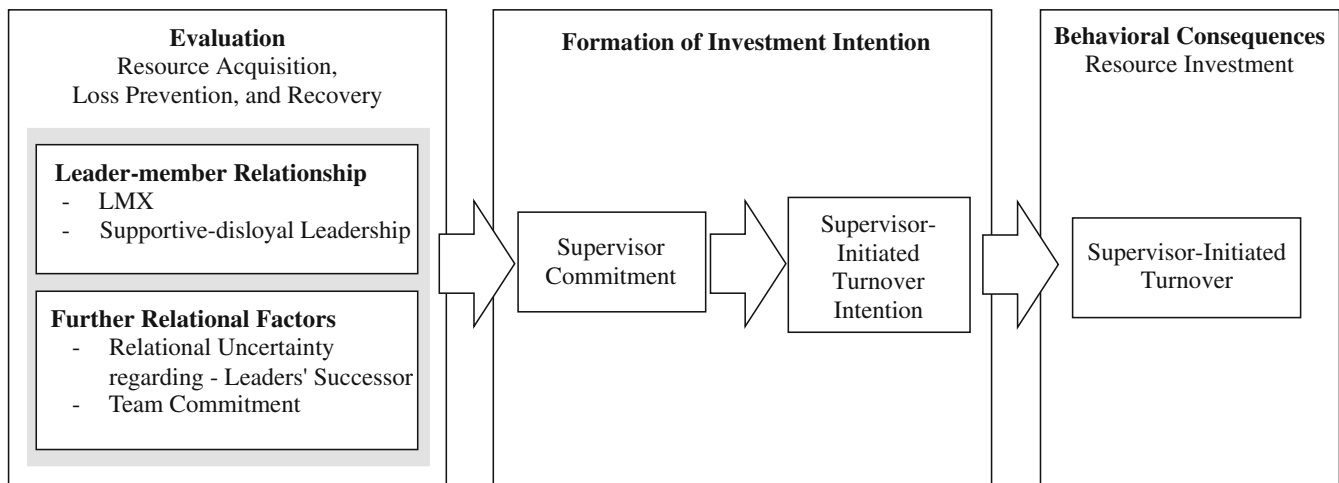 Evaluation
Resource Acquisition,
Loss Prevention, and Recovery
Leader-member Relationship
- LMX
- Supportive-disloyal Leadership
Further Relational Factors
- Relational Uncertainty
regarding - Leaders' Successor
- Team Commitment
Formation of Investment Intention
Supervisor
Commitment
Supervisor-
Initiated
Turnover
Intention
Behavioral Consequences
Resource Investment
Supervisor-Initiated
Turnover